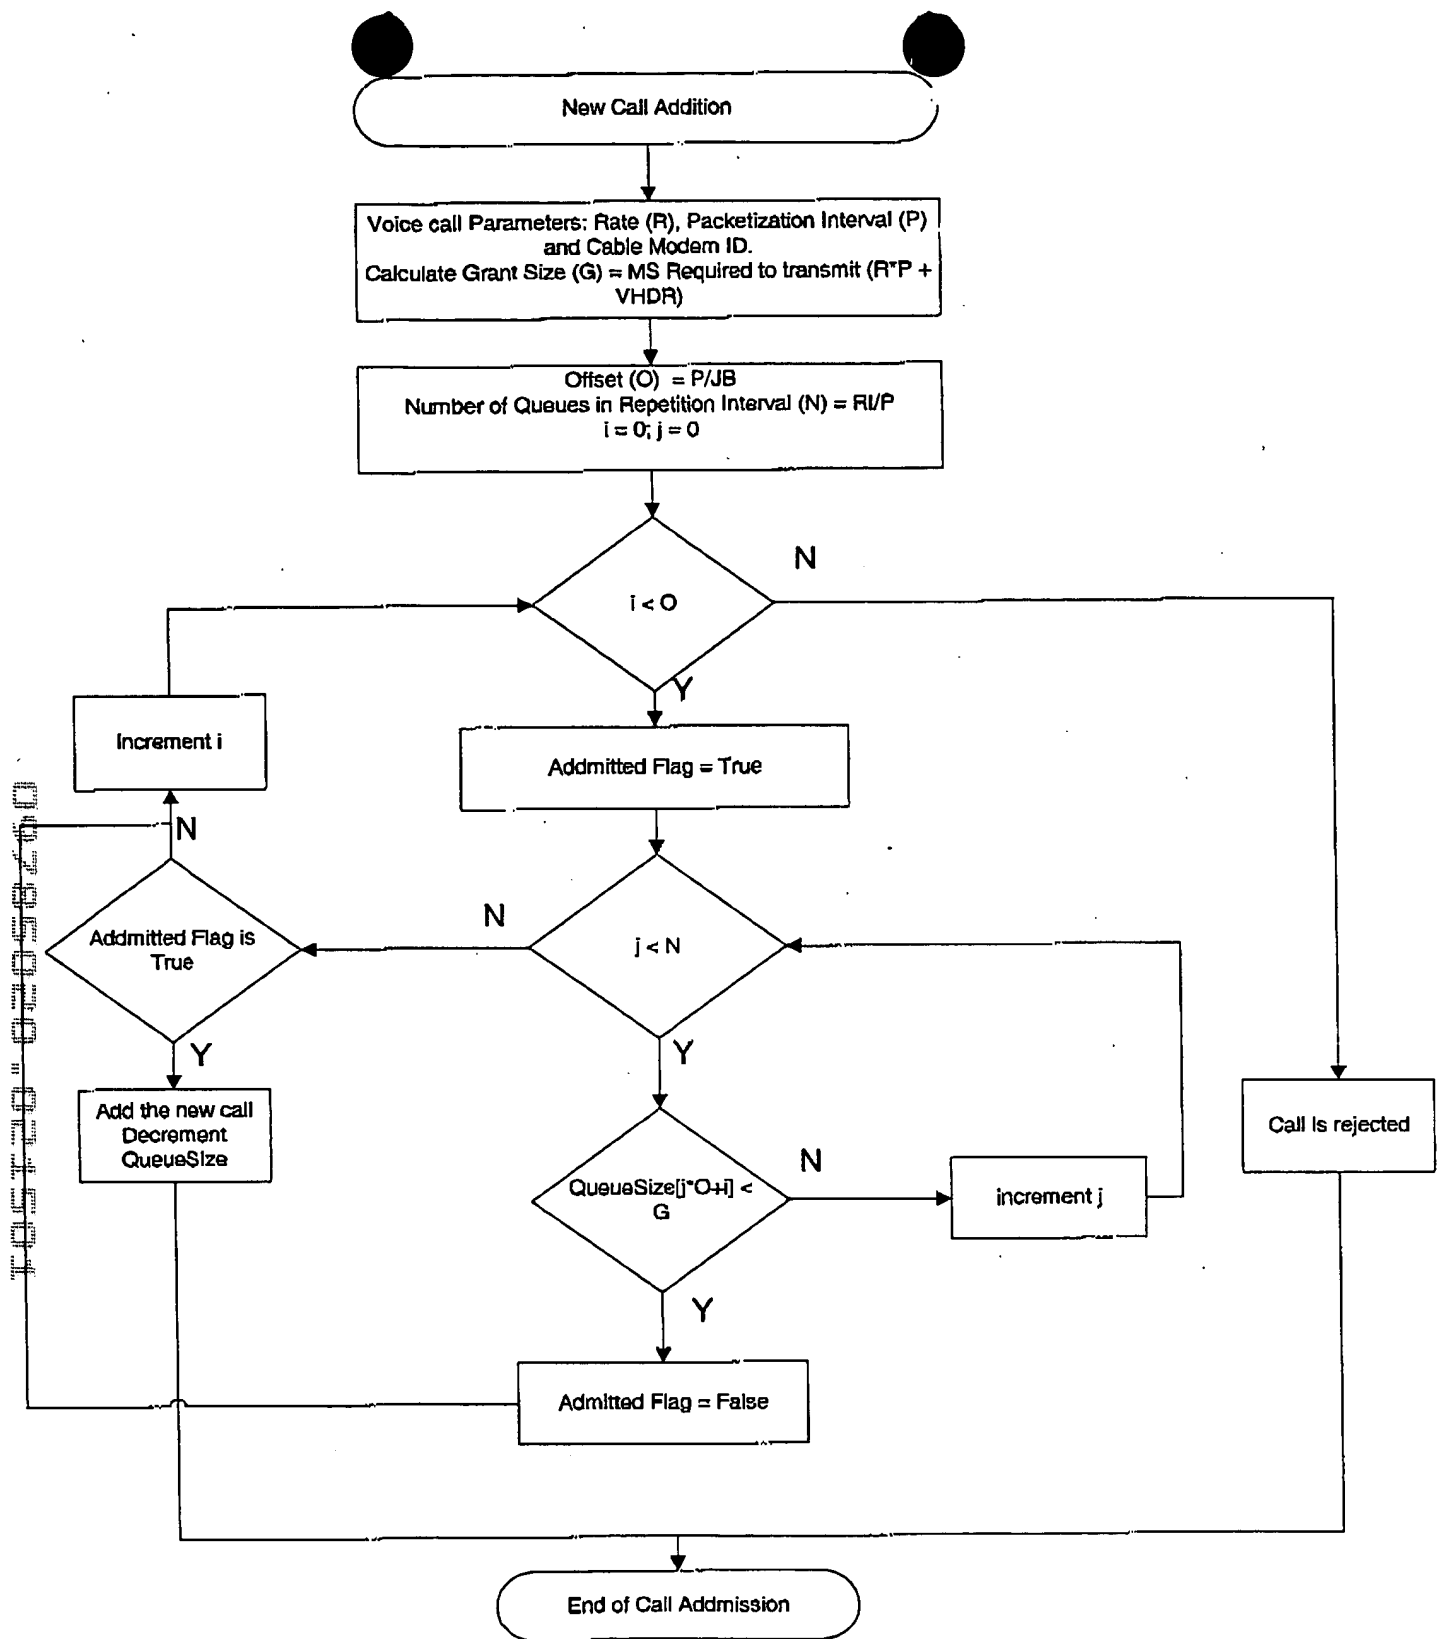 New Call Addition
Voice call Parameters: Rate (R), Packetization Interval (P)
and Cable Modem ID.
Calculate Grant Size (G) = MS Required to transmit (R*P +
VHDR)
Offset (O) = P/JB
Number of Queues in Repetition Interval (N) = RI/P
i = 0; j = 0
i < O
N
Y
Increment i
Addmitted Flag = True
N
Addmitted Flag is
True
N
j < N
Y
Y
Add the new call
Decrement
QueueSize
QueueSize[j*O+i] <
G
N
increment j
Call is rejected
Y
Admitted Flag = False
End of Call Addmission